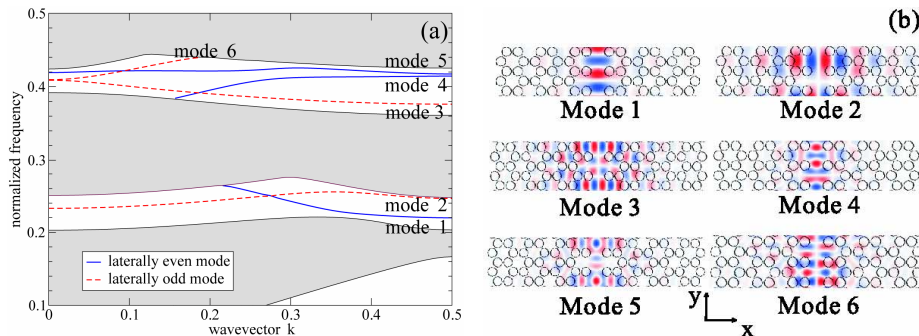 (a)
mode 6
mode 5
mode 4
mode 3
mode 2
mode 1
normalized frequency
0.5
0.4
0.3
0.2
0.1
laterally even mode
laterally odd mode
0
0.1
0.2
0.3
0.4
0.5
wavevector k
(b)
Mode 1
Mode 2
Mode 3
Mode 4
Mode 5
Mode 6
y
x